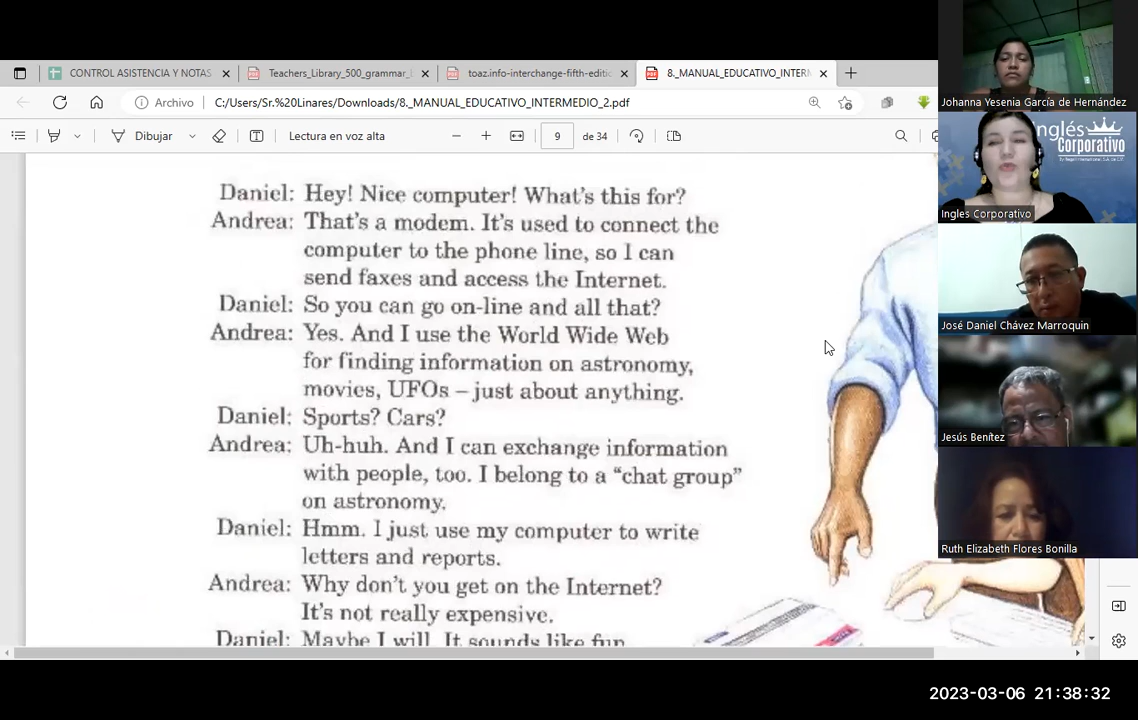 CONTROL ASISTENCIA Y NOTAS
Teachers_Library_500_grammar_
toaz.info-interchange-fifth-editi
8._MANUAL_EDUCATIVO_INTERM
Archivo
C:/Users/Sr.%20Linares/Downloads/8._MANUAL_EDUCATIVO_INTERMEDIO_2.pdf
Dibujar
Lectura en voz alta
9
de 34
Daniel: Hey! Nice computer! What's this for?
Andrea: That's a modem. It's used to connect the
computer to the phone line, so I can
send faxes and access the Internet.
Daniel: So you can go on-line and all that?
Andrea: Yes. And I use the World Wide Web
for finding information on astronomy,
movies, UFOs – just about anything.
Daniel: Sports? Cars?
Andrea: Uh-huh. And I can exchange information
with people, too. I belong to a "chat group"
on astronomy.
Daniel: Hmm. I just use my computer to write
letters and reports.
Andrea: Why don't you get on the Internet?
It's not really expensive.
Daniel: Maybe I will. It sounds like fun.
Johanna Yesenia García de Hernández
Inglés
Corporativo
Ingles Corporativo
José Daniel Chávez Marroquin
Jesús Benítez
Ruth Elizabeth Flores Bonilla
2023-03-06 21:38:32